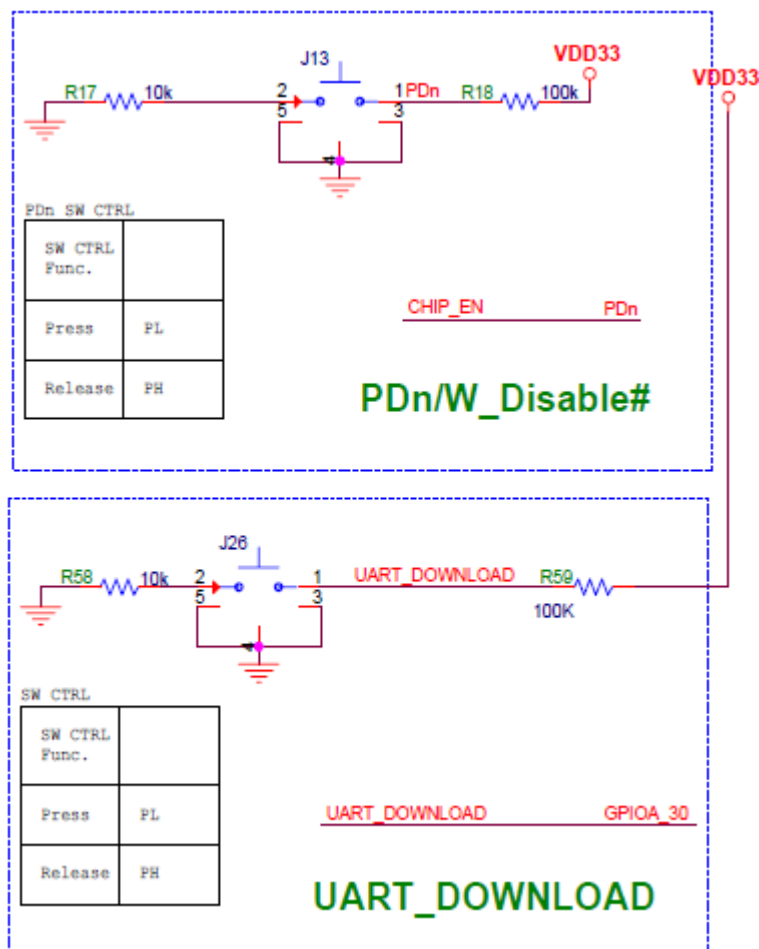 J13
VDD33
VDD33
R17 10k 2 1 PDn R18 100k
5 3
4
PDn SW CTRL
SW CTRL
Func.
Press PL
Release PH
CHIP_EN PDn
PDn/W_Disable#
J26
R58 10k 2 1 UART_DOWNLOAD R59
5 3 100K
4
SW CTRL
SW CTRL
Func.
Press PL
Release PH
UART_DOWNLOAD GPIOA_30
UART_DOWNLOAD